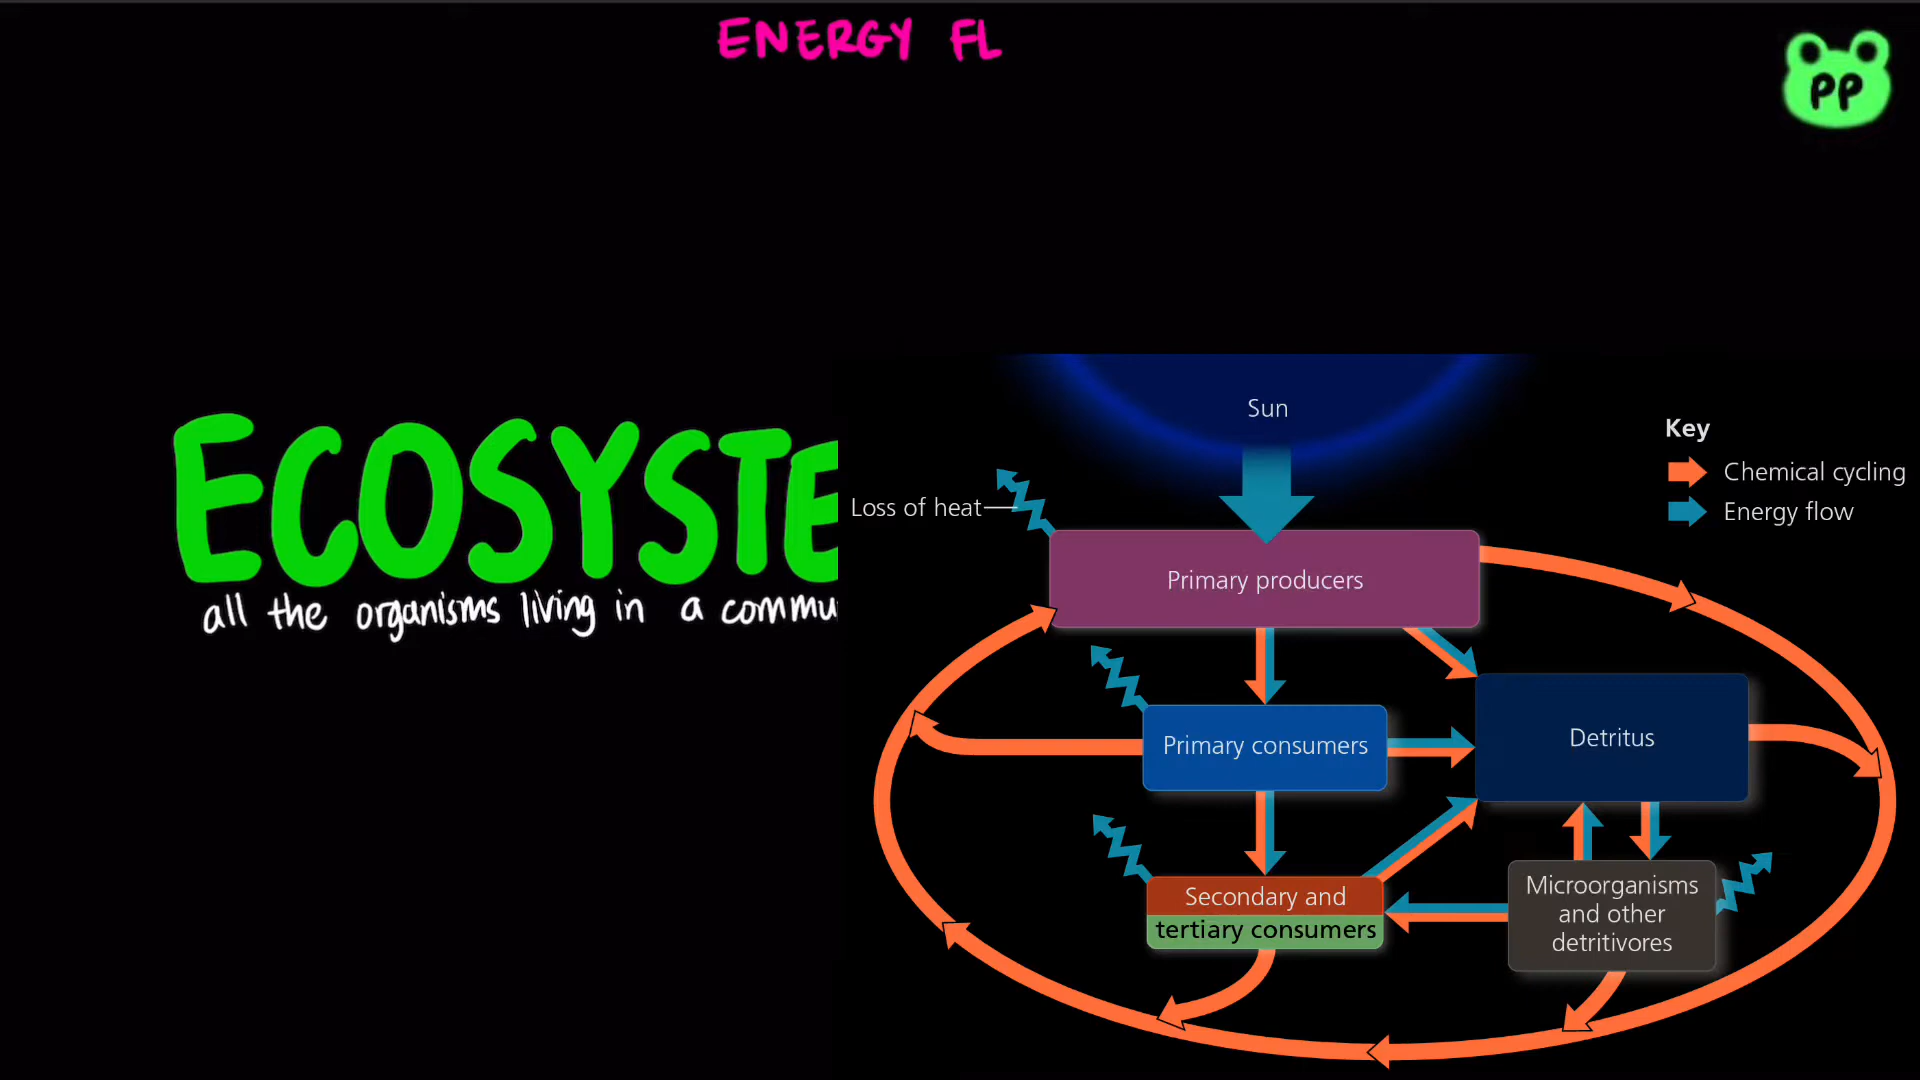 ENERGY FL
PP
ECOSYSTE
all the organisms living in a commu
Sun
Key
Chemical cycling
Energy flow
Loss of heat
Primary producers
Primary consumers
Detritus
Secondary and
tertiary consumers
Microorganisms
and other
detritivores